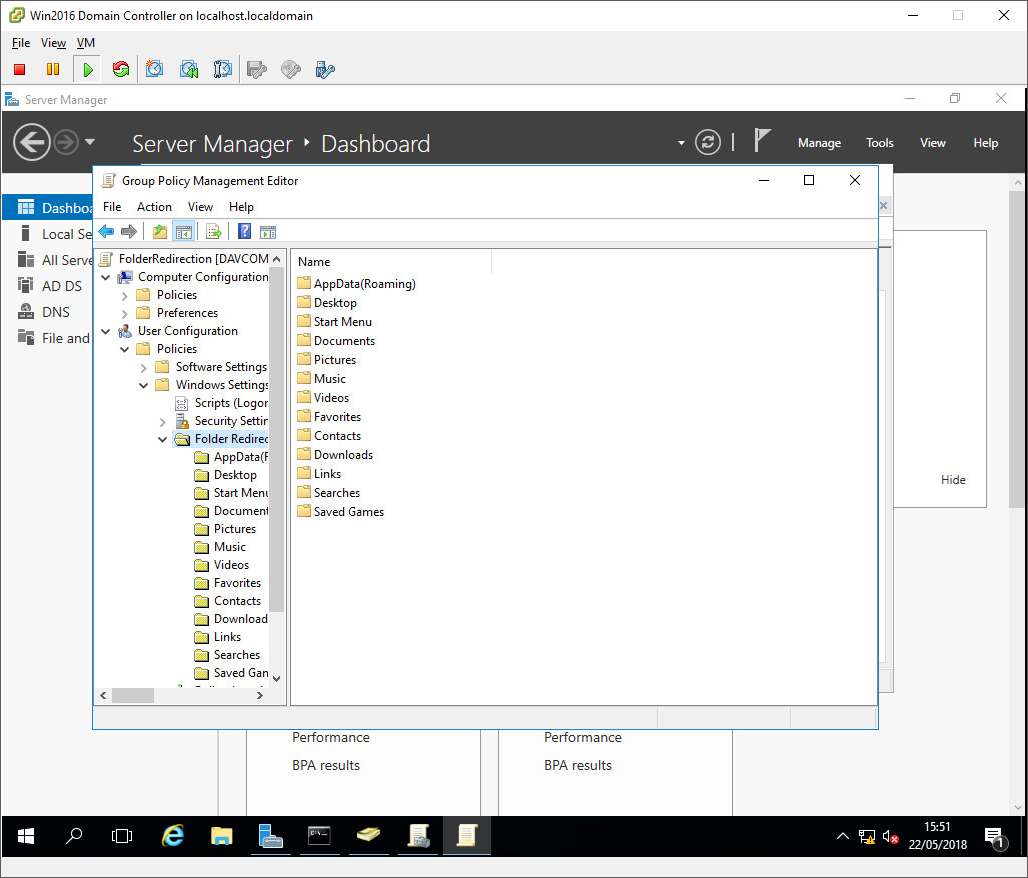 Win2016 Domain Controller on localhost.localdomain
File View VM
Server Manager
Server Manager Dashboard
Manage Tools View Help
Group Policy Management Editor
File Action View Help
Dashboa
Local Se
All Serve
AD DS
DNS
File and
FolderRedirection [DAVCOM
Computer Configuration
Policies
Preferences
User Configuration
Policies
Software Settings
Windows Settings
Scripts (Logon
Security Settin
Folder Redirec
AppData(R
Desktop
Start Menu
Document
Pictures
Music
Videos
Favorites
Contacts
Download
Links
Searches
Saved Gam
Name
AppData(Roaming)
Desktop
Start Menu
Documents
Pictures
Music
Videos
Favorites
Contacts
Downloads
Links
Searches
Saved Games
Hide
Performance
BPA results
Performance
BPA results
15:51
22/05/2018
1